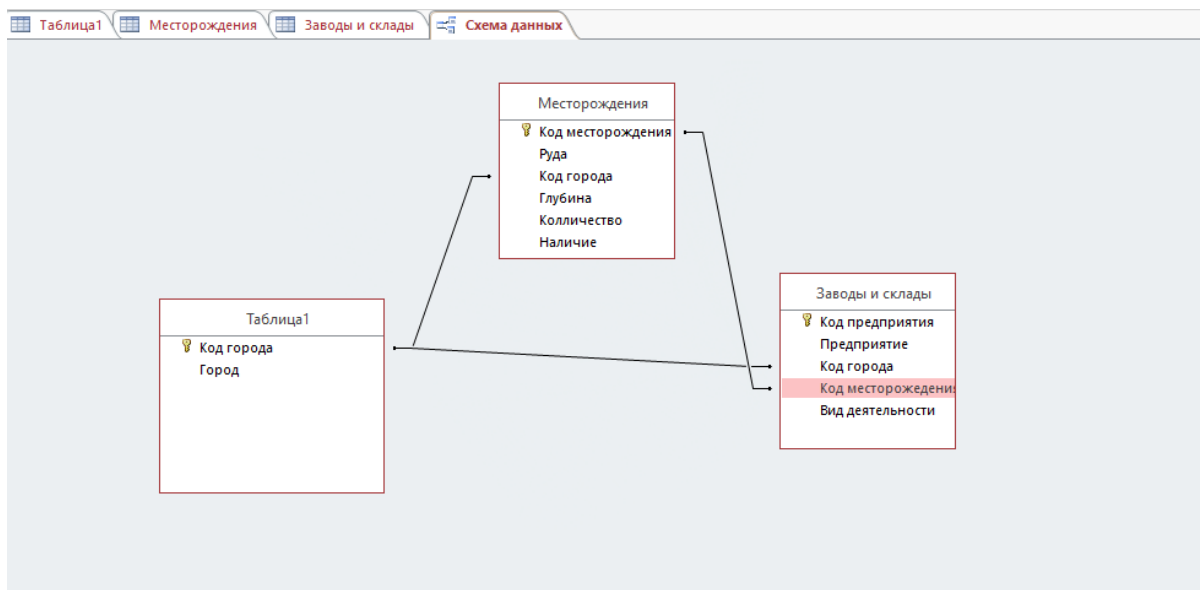 Таблица1 Месторождения Заводы и склады Схема данных
Месторождения
Код месторождения
Руда
Код города
Глубина
Колличество
Наличие
Таблица1
Код города
Город
Заводы и склады
Код предприятия
Предприятие
Код города
Код месторожедения
Вид деятельности